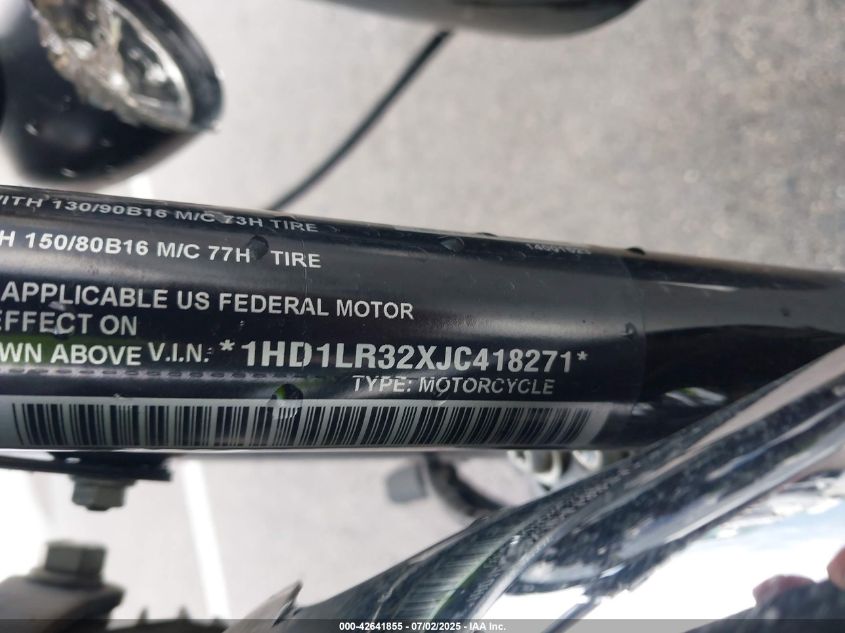 WITH 130/90B16 M/C 73H TIRE
H 150/80B16 M/C 77H TIRE
APPLICABLE US FEDERAL MOTOR
EFFECT ON
WN ABOVE V.I.N: *1HD1LR32XJC418271*
TYPE: MOTORCYCLE
000-42641855 - 07/02/2025 - IAA Inc.